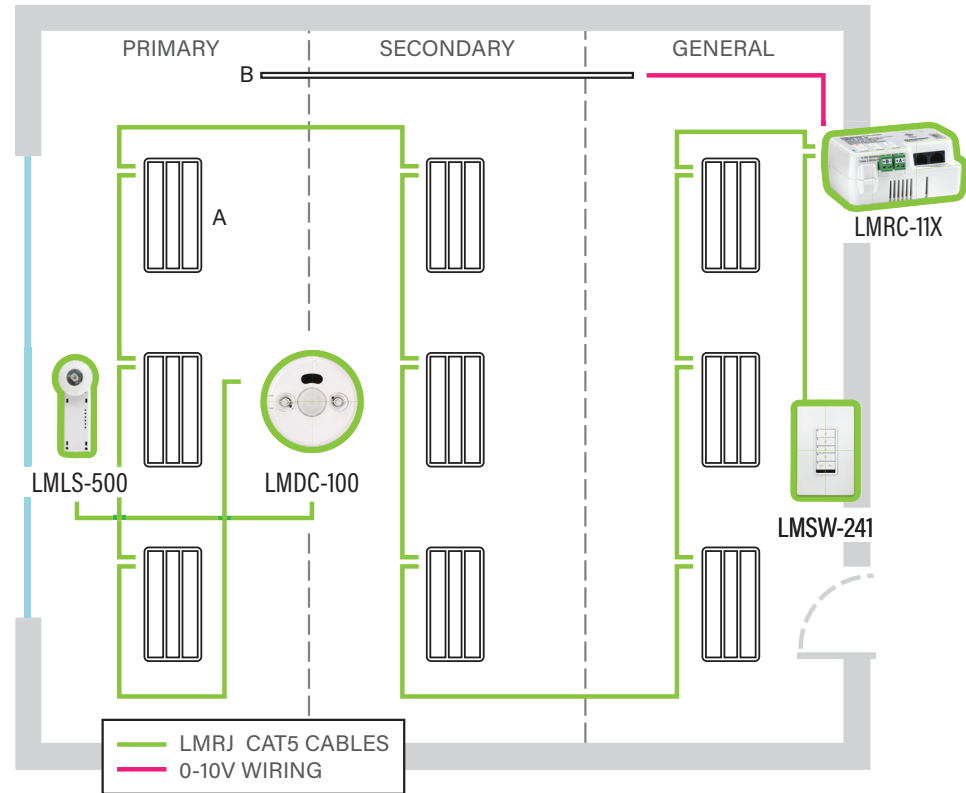 PRIMARY
SECONDARY
GENERAL
B
A
LMRC-11X
LMLS-500
LMDC-100
LMSW-241
LMRJ CAT5 CABLES
0-10V WIRING